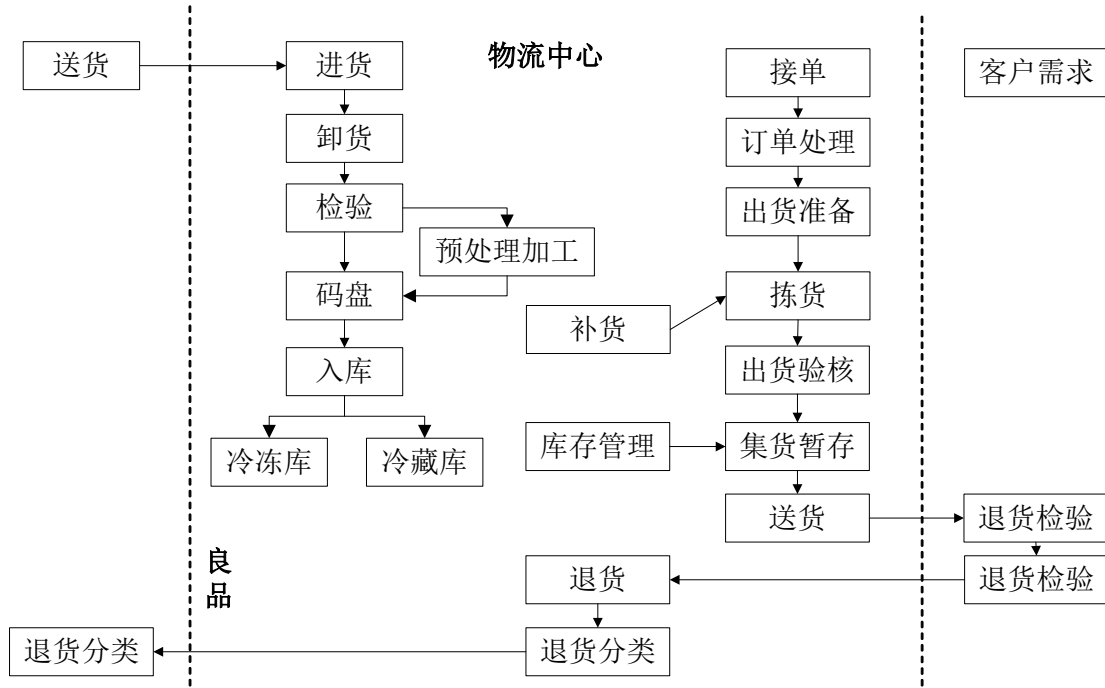 物流中心
送货
进货
接单
客户需求
卸货
订单处理
检验
出货准备
预处理加工
码盘
拣货
补货
入库
出货验核
冷冻库
冷藏库
库存管理
集货暂存
送货
退货检验
良
品
退货
退货检验
退货分类
退货分类